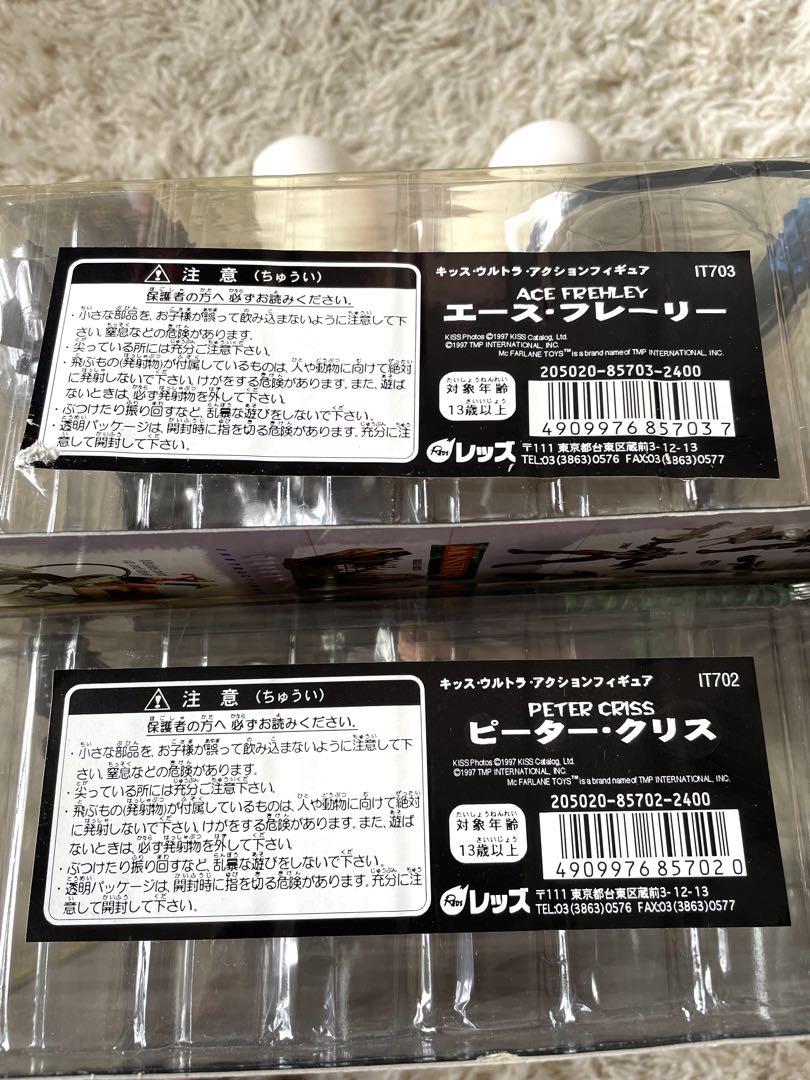 ⚠ 注意 (ちゅうい)
保護者の方へ 必ずお読みください.
・小さな部品を、お子様が誤って飲み込まないように注意して下
さい. 窒息などの危険があります.
・尖っている所には充分ご注意下さい.
・飛ぶもの(発射物)が付属しているものは、人や動物に向けて絶対
に発射しないで下さい. けがをする危険があります. また、遊ば
ないときは、必ず発射物を外して下さい.
・ぶつけたり振り回すなど、乱暴な遊びをしないで下さい.
・透明パッケージは、開封時に指を切る危険があります. 充分に注
意して開封して下さい.
キッス・ウルトラ・アクションフィギュア IT703
ACE FREHLEY
エース・フレーリー
KISS Photos ©1997 KISS Catalog, Ltd.
©1997 TMP INTERNATIONAL, INC.
Mc FARLANE TOYS™ is a brand name of TMP INTERNATIONAL, INC.
205020-85703-2400
たいしょうねんれい
対象年齢
さいいじょう
13歳以上
4909976857037
レッズ
〒111 東京都台東区蔵前3-12-13
TEL:03(3863)0576 FAX:03(3863)0577
⚠ 注意 (ちゅうい)
保護者の方へ 必ずお読みください.
・小さな部品を、お子様が誤って飲み込まないように注意して下
さい. 窒息などの危険があります.
・尖っている所には充分ご注意下さい.
・飛ぶもの(発射物)が付属しているものは、人や動物に向けて絶対
に発射しないで下さい. けがをする危険があります. また、遊ば
ないときは、必ず発射物を外して下さい.
・ぶつけたり振り回すなど、乱暴な遊びをしないで下さい.
・透明パッケージは、開封時に指を切る危険があります. 充分に注
意して開封して下さい.
キッス・ウルトラ・アクションフィギュア IT702
PETER CRISS
ピーター・クリス
KISS Photos ©1997 KISS Catalog, Ltd.
©1997 TMP INTERNATIONAL, INC.
Mc FARLANE TOYS™ is a brand name of TMP INTERNATIONAL, INC.
205020-85702-2400
たいしょうねんれい
対象年齢
さいいじょう
13歳以上
4909976857020
レッズ
〒111 東京都台東区蔵前3-12-13
TEL:03(3863)0576 FAX:03(3863)0577